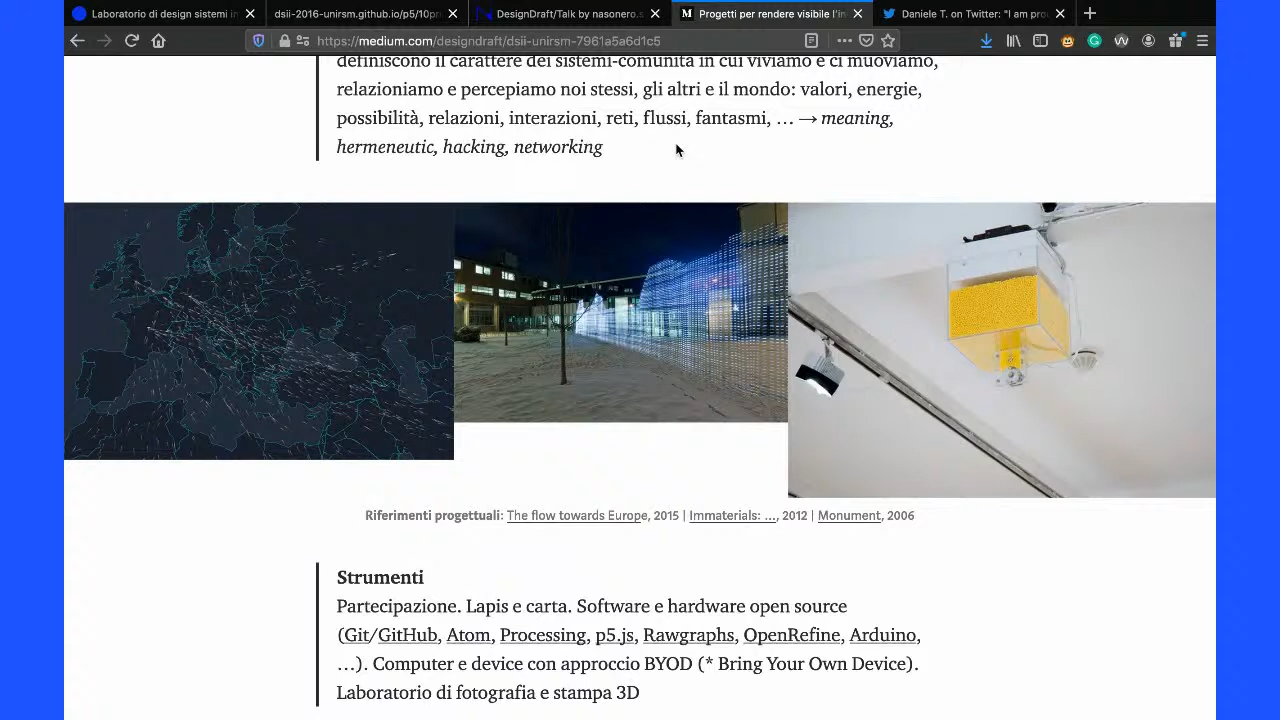 Laboratorio di design sistemi in
dsii-2016-unirsm.github.io/p5/10pr
DesignDraft/Talk by nasonero.s
Progetti per rendere visibile l'in
Daniele T. on Twitter: "I am prou
https://medium.com/designdraft/dsii-unirsm-7961a5a6d1c5
definiscono il carattere dei sistemi-comunità in cui viviamo e ci muoviamo,
relazioniamo e percepiamo noi stessi, gli altri e il mondo: valori, energie,
possibilità, relazioni, interazioni, reti, flussi, fantasmi, … → meaning,
hermeneutic, hacking, networking
Riferimenti progettuali: The flow towards Europe, 2015 | Immaterials: …, 2012 | Monument, 2006
Strumenti
Partecipazione. Lapis e carta. Software e hardware open source
(Git/GitHub, Atom, Processing, p5.js, Rawgraphs, OpenRefine, Arduino,
…). Computer e device con approccio BYOD (* Bring Your Own Device).
Laboratorio di fotografia e stampa 3D